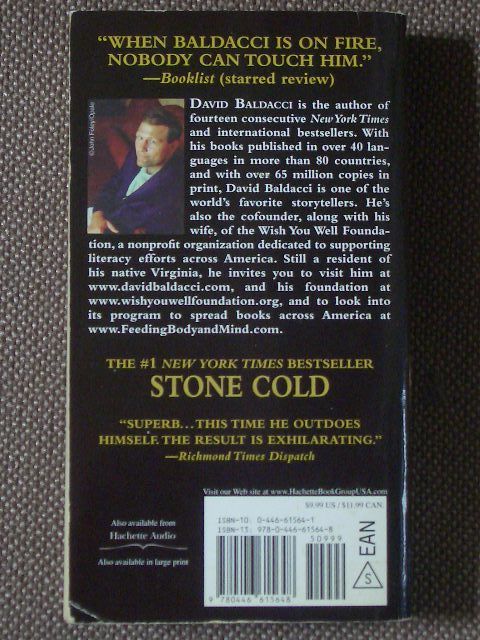 “WHEN BALDACCI IS ON FIRE,
NOBODY CAN TOUCH HIM.”
—Booklist (starred review)
©John Foley/Opale
DAVID BALDACCI is the author of
fourteen consecutive New York Times
and international bestsellers. With
his books published in over 40 lan-
guages in more than 80 countries,
and with over 65 million copies in
print, David Baldacci is one of the
world's favorite storytellers. He's
also the cofounder, along with his
wife, of the Wish You Well Founda-
tion, a nonprofit organization dedicated to supporting
literacy efforts across America. Still a resident of
his native Virginia, he invites you to visit him at
www.davidbaldacci.com, and his foundation at
www.wishyouwellfoundation.org, and to look into
its program to spread books across America at
www.FeedingBodyandMind.com.
THE #1 NEW YORK TIMES BESTSELLER
STONE COLD
“SUPERB...THIS TIME HE OUTDOES
HIMSELF. THE RESULT IS EXHILARATING.”
—Richmond Times Dispatch
Visit our Web site at www.HachetteBookGroupUSA.com
$9.99 US / $11.99 CAN
Also available from
Hachette Audio
Also available in large print
ISBN-10: 0-446-61564-1
ISBN-13: 978-0-446-61564-8
50999
9 780446 615648
S
EAN